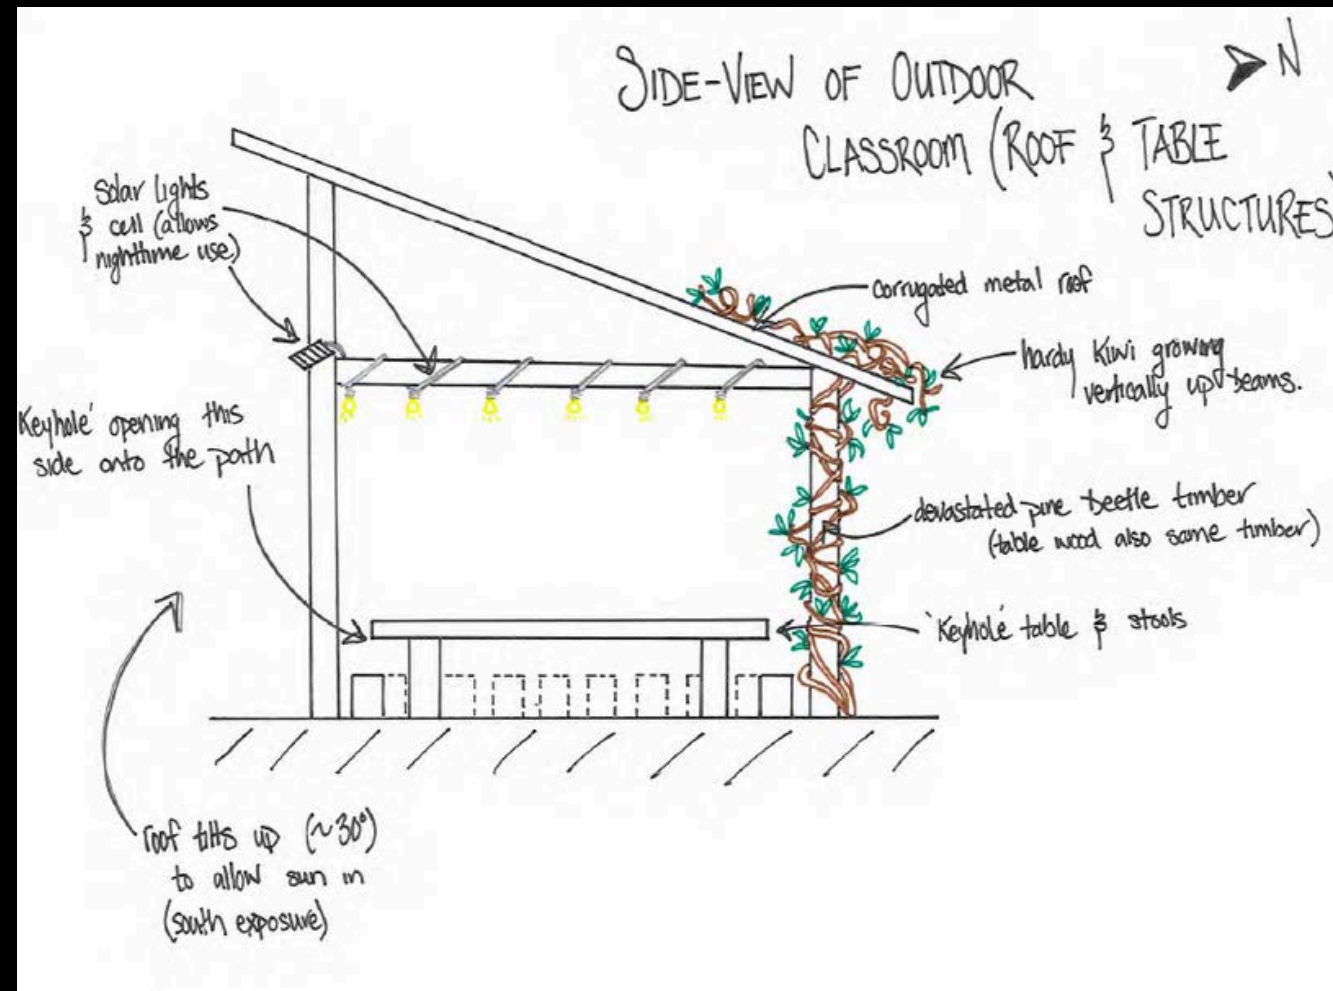 SIDE-VIEW OF OUTDOOR
CLASSROOM (ROOF & TABLE
STRUCTURES)
N
Solar lights
& cell (allows
nighttime use)
corrugated metal roof
hardy kiwi growing
vertically up beams.
'Keyhole' opening this
side onto the path
devastated pine beetle timber
(table wood also same timber)
'Keyhole' table & stools
roof tilts up (~30°)
to allow sun in
(south exposure)